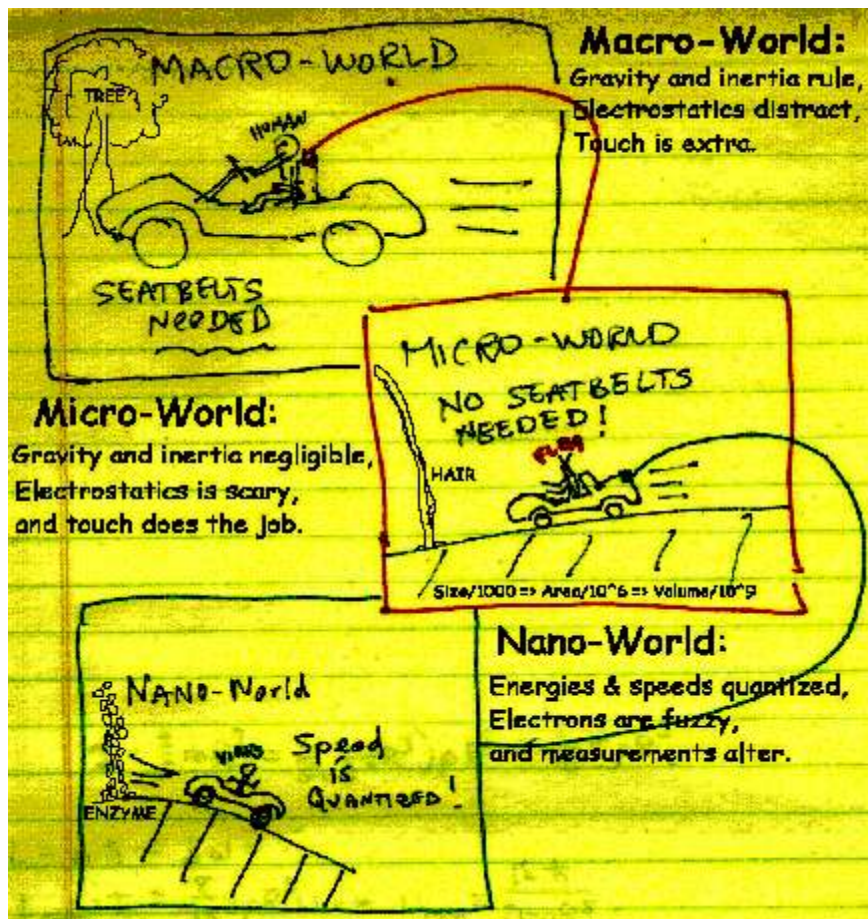 MACRO-WORLD
TREE
HUMAN
SEATBELTS
NEEDED
Macro-World:
Gravity and inertia rule,
Electrostatics distract,
Touch is extra.
MICRO-WORLD
NO SEATBELTS
NEEDED!
FLEA
HAIR
Size/1000 => Area/10^6 => Volume/10^9
Micro-World:
Gravity and inertia negligible,
Electrostatics is scary,
and touch does the job.
NANO-World
VIRUS
Speed
is
QUANTIZED!
ENZYME
Nano-World:
Energies & speeds quantized,
Electrons are fuzzy,
and measurements alter.